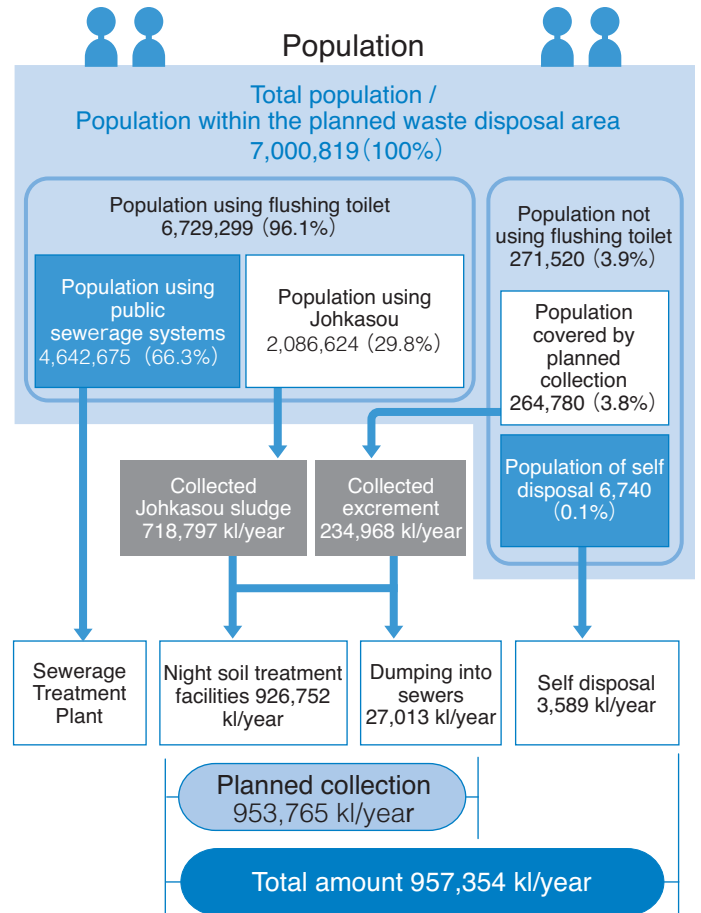 Population
Total population /
Population within the planned waste disposal area
7,000,819(100%)
Population using flushing toilet
6,729,299 (96.1%)
Population using
public
sewerage systems
4,642,675 (66.3%)
Population using
Johkasou
2,086,624 (29.8%)
Population not
using flushing toilet
271,520 (3.9%)
Population
covered by
planned
collection
264,780 (3.8%)
Population of self
disposal 6,740
(0.1%)
Collected
Johkasou sludge
718,797 kl/year
Collected
excrement
234,968 kl/year
Sewerage
Treatment
Plant
Night soil treatment
facilities 926,752
kl/year
Dumping into
sewers
27,013 kl/year
Self disposal
3,589 kl/year
Planned collection
953,765 kl/year
Total amount 957,354 kl/year